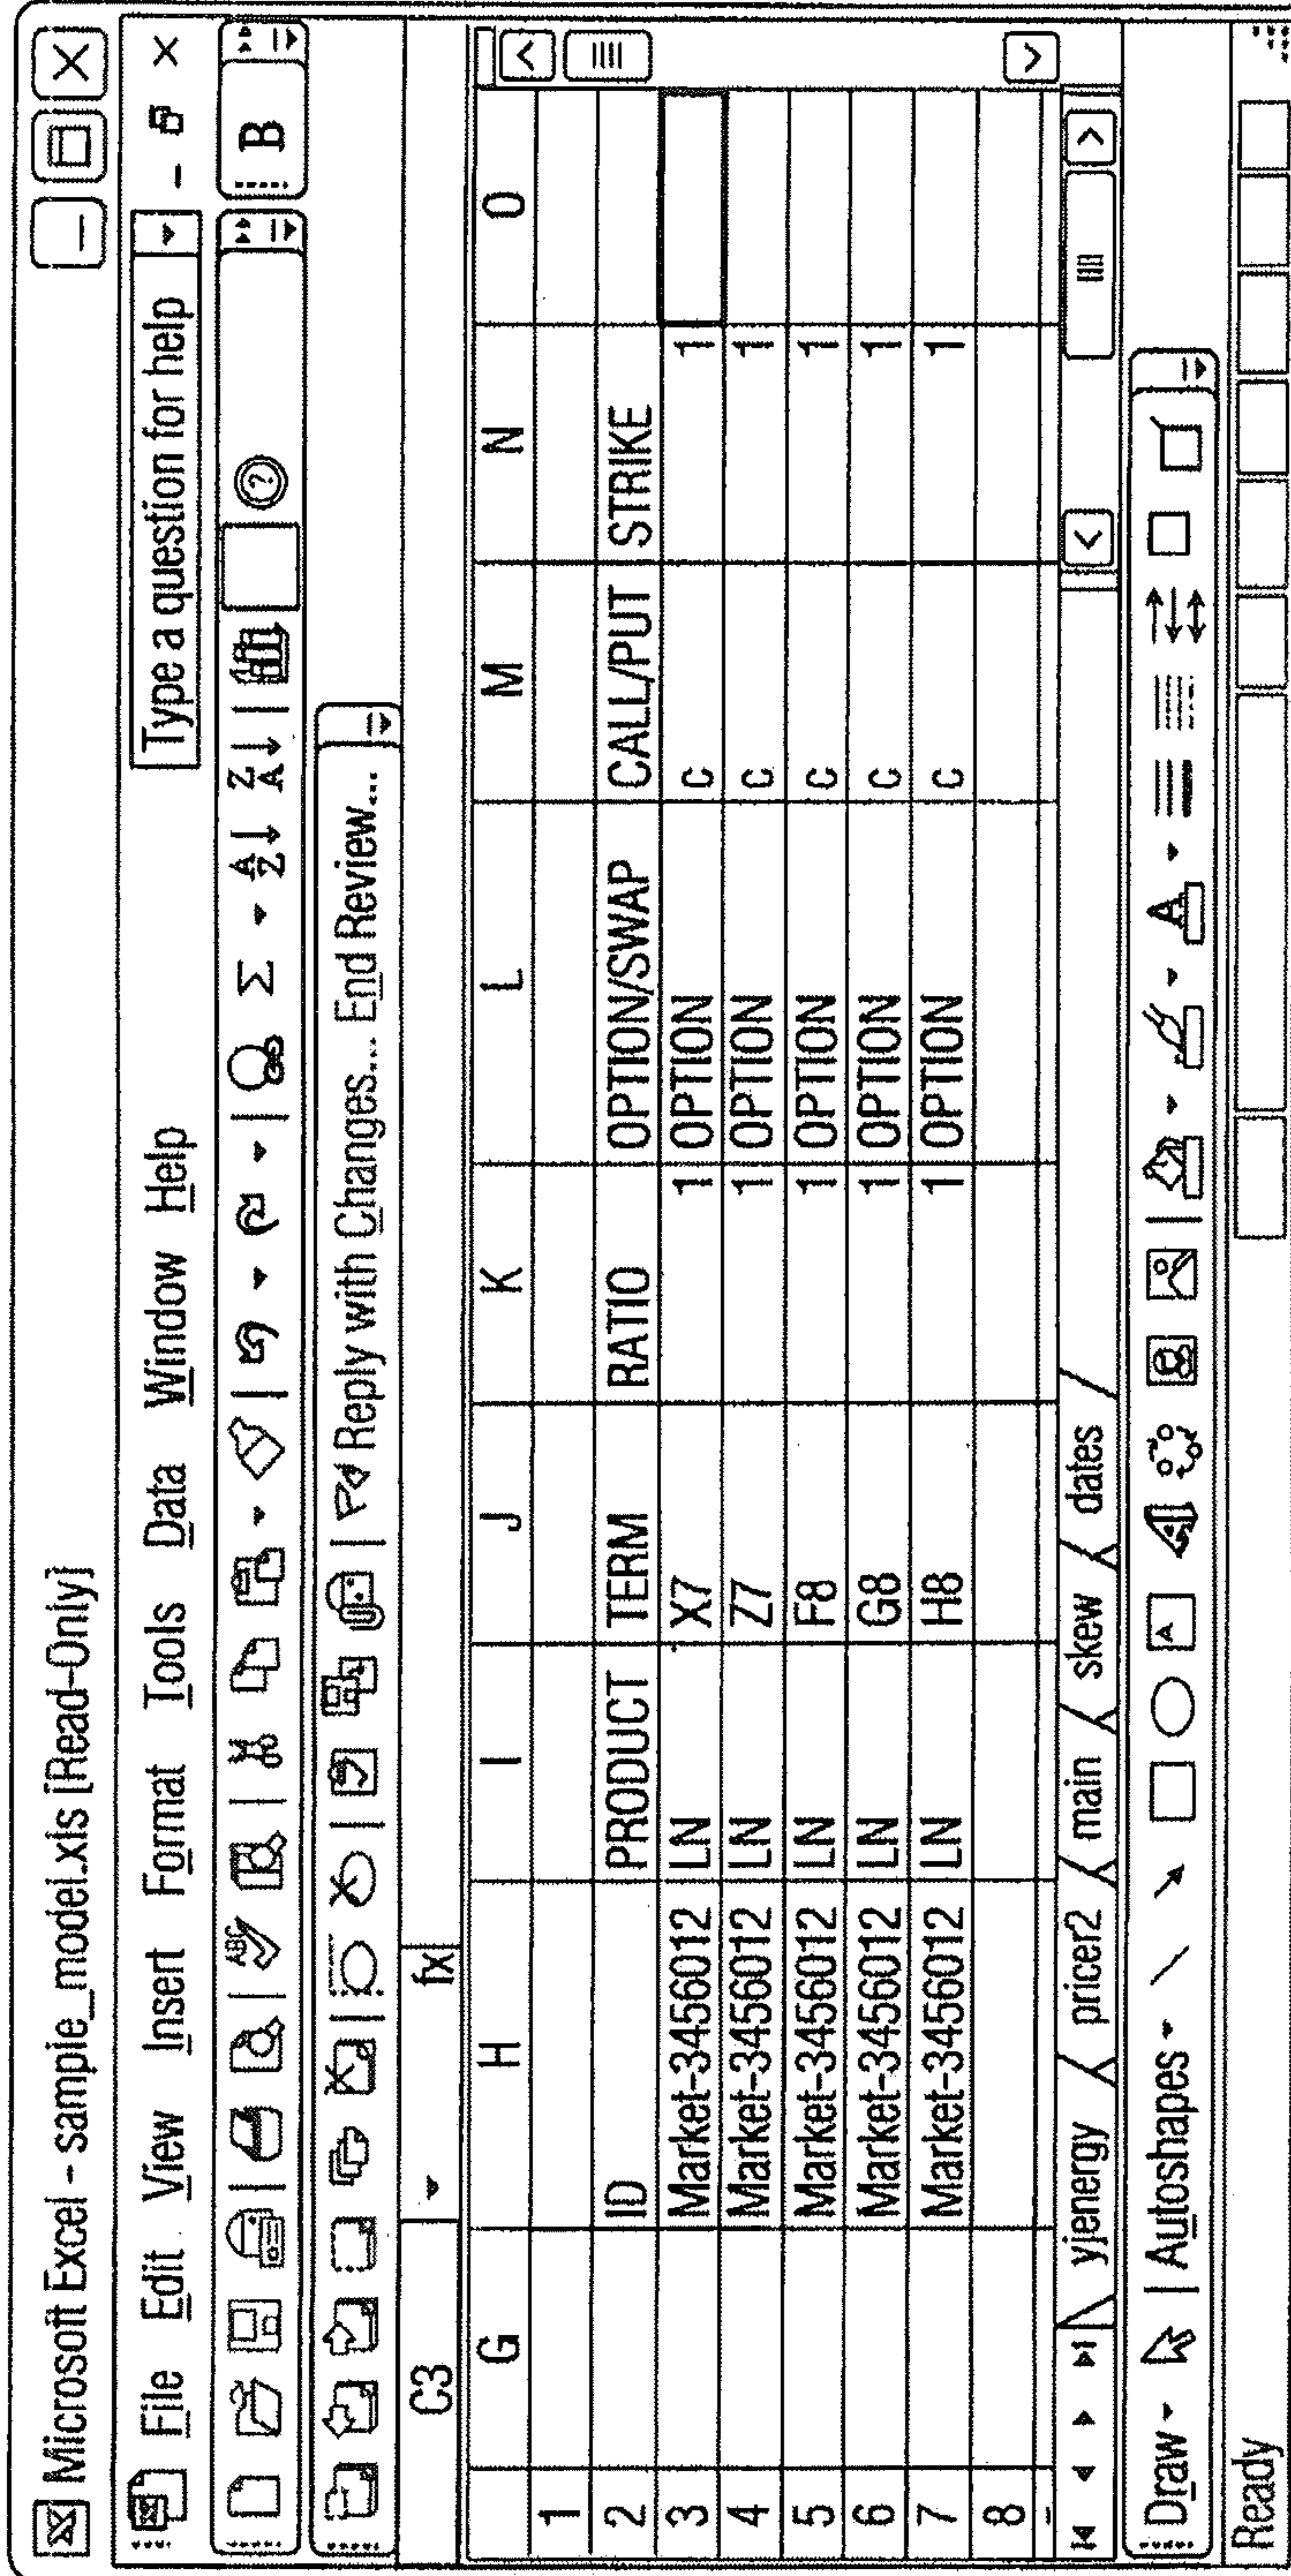 Microsoft Excel - sample_model.xls [Read-Only]
File Edit View Insert Format Tools Data Window Help Type a question for help
ABC Σ A Z Z A ? B
Reply with Changes... End Review...
C3 fx
G H I J K L M N O
1
2 ID PRODUCT TERM RATIO OPTION/SWAP CALL/PUT STRIKE
3 Market-3456012 LN X7 1 OPTION C 1
4 Market-3456012 LN Z7 1 OPTION C 1
5 Market-3456012 LN F8 1 OPTION C 1
6 Market-3456012 LN G8 1 OPTION C 1
7 Market-3456012 LN H8 1 OPTION C 1
8
yjenergy pricer2 main skew dates
Draw Autoshapes A A A
Ready